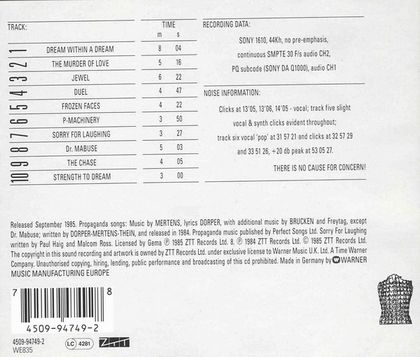 TRACK:
TIME
m s
1 DREAM WITHIN A DREAM 8 04
2 THE MURDER OF LOVE 5 16
3 JEWEL 6 22
4 DUEL 4 47
5 FROZEN FACES 4 22
6 P-MACHINERY 3 50
7 SORRY FOR LAUGHING 3 27
8 Dr. MABUSE 5 05
9 THE CHASE 4 05
10 STRENGTH TO DREAM 3 00
RECORDING DATA:
SONY 1610, 44Kh, no pre-emphasis,
continuous SMPTE 30 F/s audio CH2,
PQ subcode (SONY DA Q1000), audio CH1
NOISE INFORMATION:
Clicks at 13'05, 13'06, 14'05 - vocal; track five slight
vocal & synth clicks evident throughout;
track six vocal 'pop' at 31 57 21 and clicks at 32 57 29
and 33 51 26, +20 db peak at 53 05 27.
THERE IS NO CAUSE FOR CONCERN!
Released September 1985. Propaganda songs: Music by MERTENS, lyrics DORPER, with additional music by BRUCKEN and Freytag, except
Dr. Mabuse; written by DORPER-MERTENS-THEIN, and released in 1984. Propaganda music published by Perfect Songs Ltd. Sorry For Laughing
written by Paul Haig and Malcom Ross. Licensed by Gema ℗ 1985 ZTT Records Ltd. 8. ℗ 1984 ZTT Records Ltd. © 1985 ZTT Records Ltd.
The copyright in this sound recording and artwork is owned by ZTT Records Ltd. under exclusive license to Warner Music U.K. Ltd. A Time Warner
Company. Unauthorised copying, hiring, lending, public performance and broadcasting of this cd prohibited. Made in Germany by WARNER
MUSIC MANUFACTURING EUROPE
7 8
4509-94749-2
4509-94749-2
WE835
LC 4281
ZTT